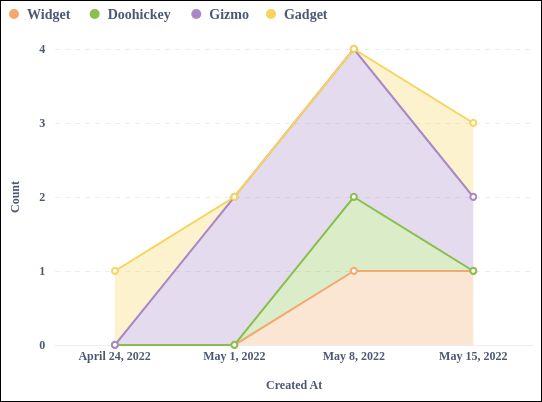 Widget Doohickey Gizmo Gadget
4
3
2
1
0
Count
April 24, 2022 May 1, 2022 May 8, 2022 May 15, 2022
Created At